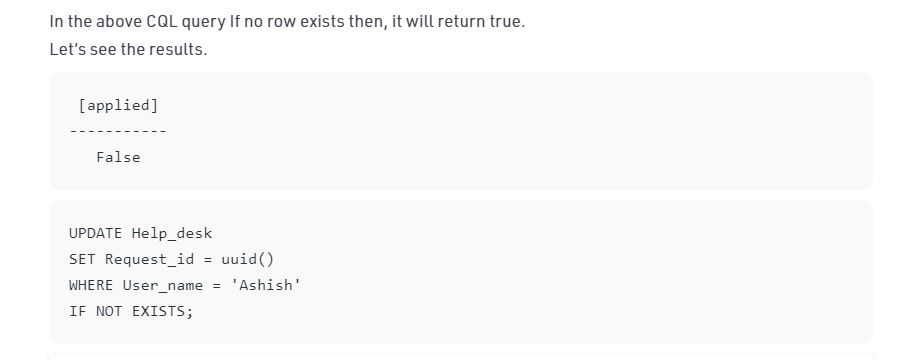 In the above CQL query If no row exists then, it will return true.
Let's see the results.
[applied]
-----------
False
UPDATE Help_desk
SET Request_id = uuid()
WHERE User_name = 'Ashish'
IF NOT EXISTS;